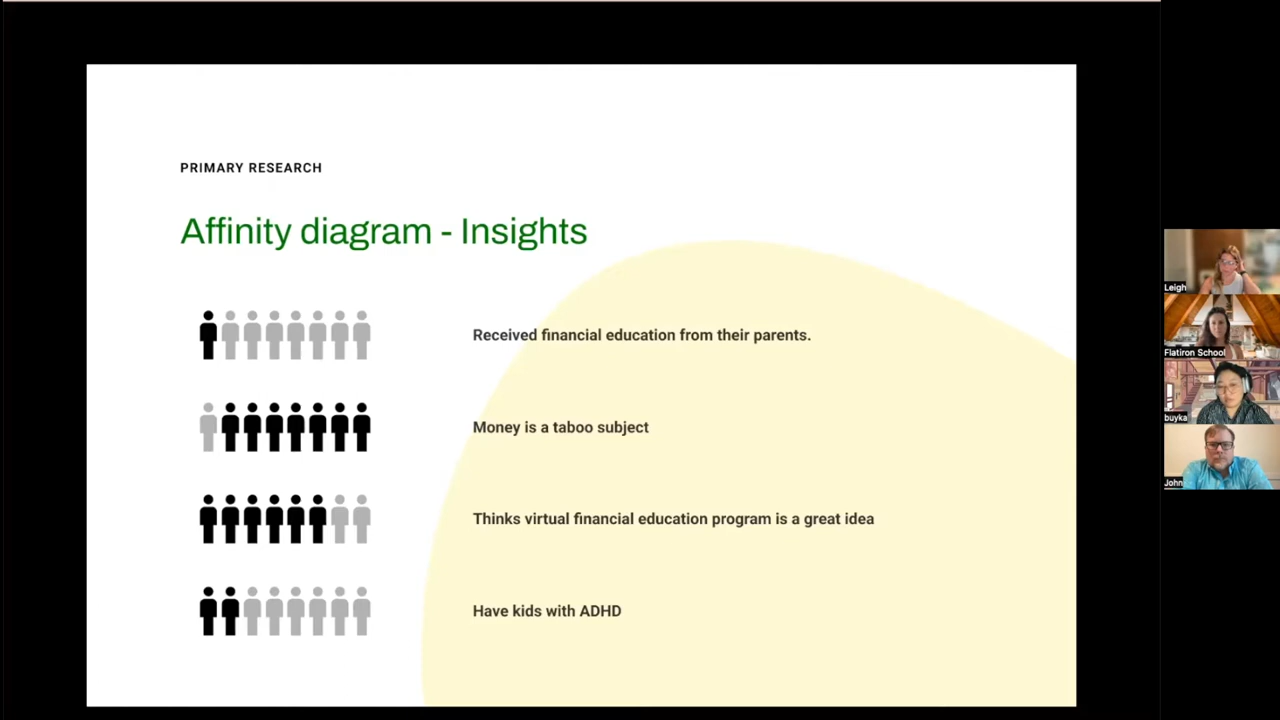 PRIMARY RESEARCH
Affinity diagram - Insights
Received financial education from their parents.
Money is a taboo subject
Thinks virtual financial education program is a great idea
Have kids with ADHD
Leigh
Flatiron School
buyka
John